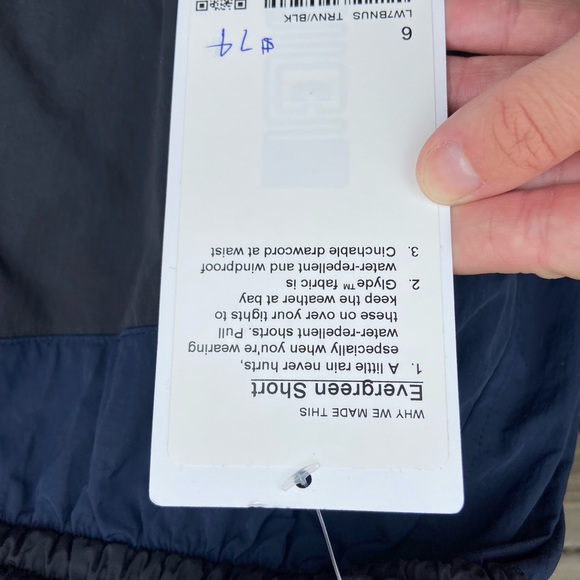 WHY WE MADE THIS
Evergreen Short
1. A little rain never hurts,
especially when you're wearing
water-repellent shorts. Pull
these on over your tights to
keep the weather at bay
2. Glyde™ fabric is
water-repellent and windproof
3. Cinchable drawcord at waist
$74
6
LW7BNUS TRNV/BLK